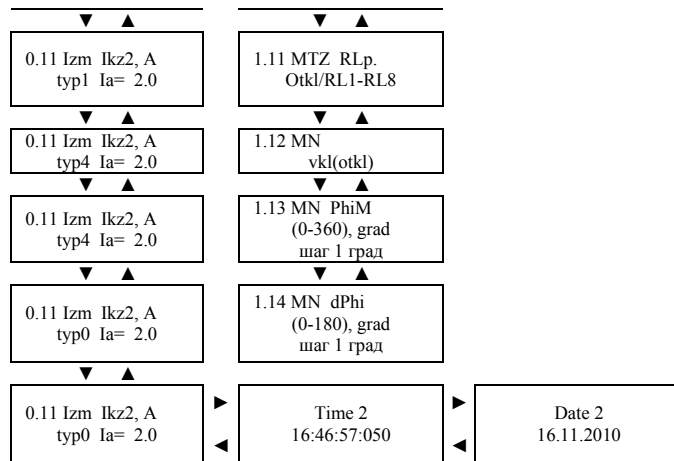 ▼ ▲
0.11 Izm Ikz2, A
typ1 Ia= 2.0
▼ ▲
0.11 Izm Ikz2, A
typ4 Ia= 2.0
▼ ▲
0.11 Izm Ikz2, A
typ4 Ia= 2.0
▼ ▲
0.11 Izm Ikz2, A
typ0 Ia= 2.0
▼ ▲
0.11 Izm Ikz2, A
typ0 Ia= 2.0
▼ ▲
1.11 MTZ RLp.
Otkl/RL1-RL8
▼ ▲
1.12 MN
vkl(otkl)
▼ ▲
1.13 MN PhiM
(0-360), grad
шаг 1 град
▼ ▲
1.14 MN dPhi
(0-180), grad
шаг 1 град
►
◄
Time 2
16:46:57:050
►
◄
Date 2
16.11.2010